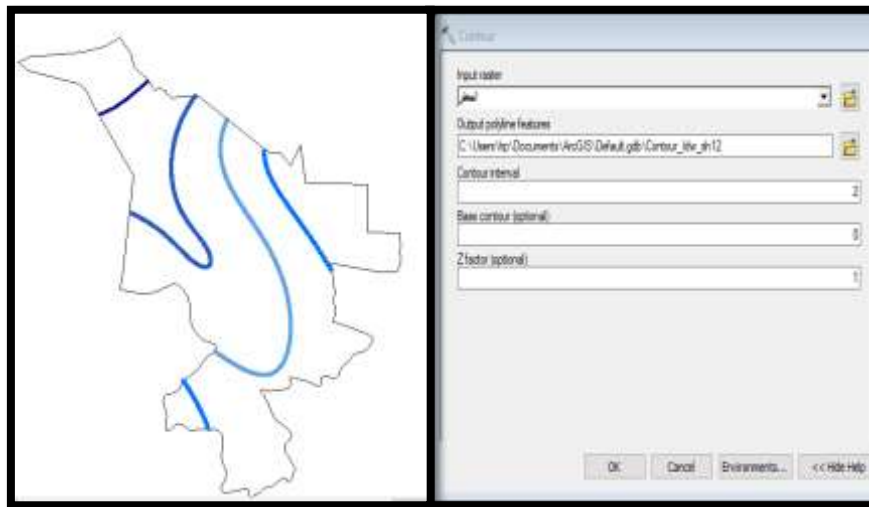 Contour
Input raster
Output polyline features
C:\Users\hp\Documents\ArcGIS\Default.gdb\Contour_Idw_sh12
Contour interval
2
Base contour (optional)
0
Z factor (optional)
1
OK
Cancel
Environments...
<< Hide Help